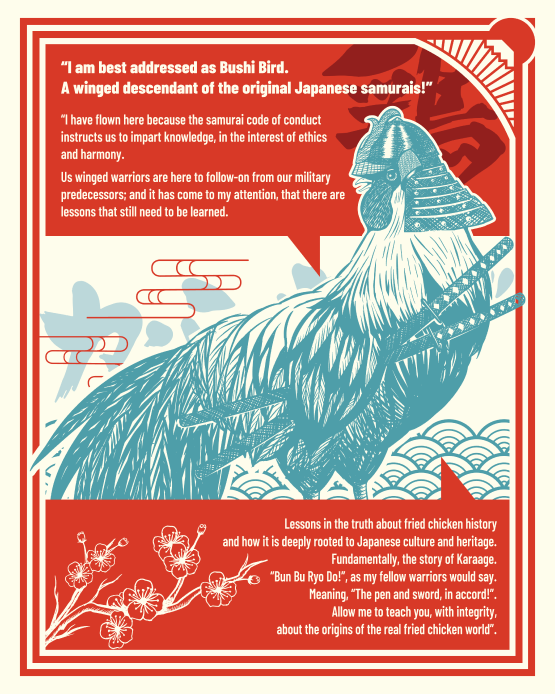 “I am best addressed as Bushi Bird.
A winged descendant of the original Japanese samurais!”
“I have flown here because the samurai code of conduct
instructs us to impart knowledge, in the interest of ethics
and harmony.
Us winged warriors are here to follow-on from our military
predecessors; and it has come to my attention, that there are
lessons that still need to be learned.
Lessons in the truth about fried chicken history
and how it is deeply rooted to Japanese culture and heritage.
Fundamentally, the story of Karaage.
“Bun Bu Ryo Do!”, as my fellow warriors would say.
Meaning, “The pen and sword, in accord!”.
Allow me to teach you, with integrity,
about the origins of the real fried chicken world”.